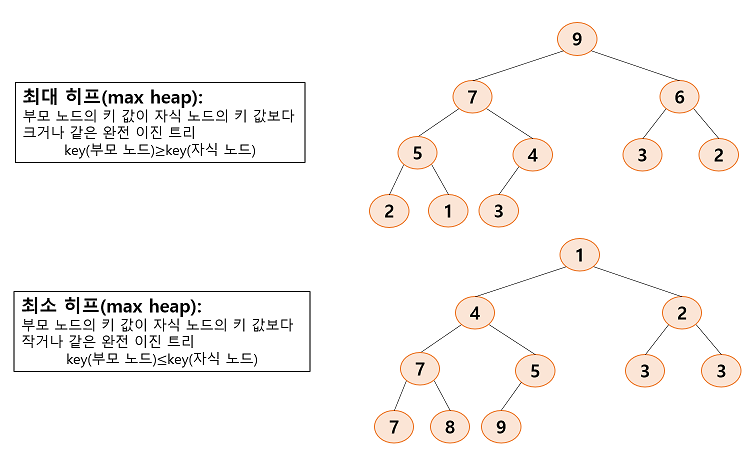 최대 히프(max heap):
부모 노드의 키 값이 자식 노드의 키 값보다
크거나 같은 완전 이진 트리
key(부모 노드)≥key(자식 노드)
9
7 6
5 4 3 2
2 1 3
최소 히프(max heap):
부모 노드의 키 값이 자식 노드의 키 값보다
작거나 같은 완전 이진 트리
key(부모 노드)≤key(자식 노드)
1
4 2
7 5 3 3
7 8 9